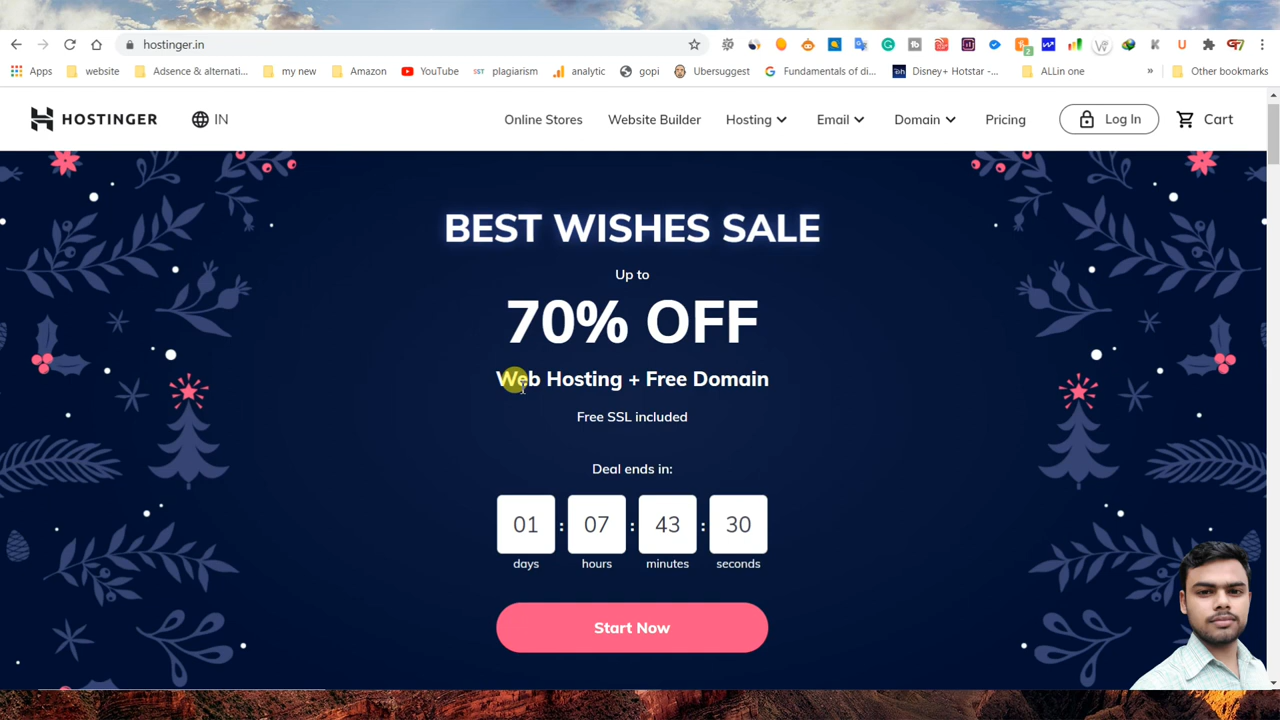 hostinger.in
Apps website Adsence & alternati... my new Amazon YouTube SST plagiarism analytic gopi Ubersuggest Fundamentals of di... Disney+ Hotstar -... ALLin one » Other bookmarks
HOSTINGER IN Online Stores Website Builder Hosting Email Domain Pricing Log In Cart
BEST WISHES SALE
Up to
70% OFF
Web Hosting + Free Domain
Free SSL included
Deal ends in:
01 : 07 : 43 : 30
days hours minutes seconds
Start Now